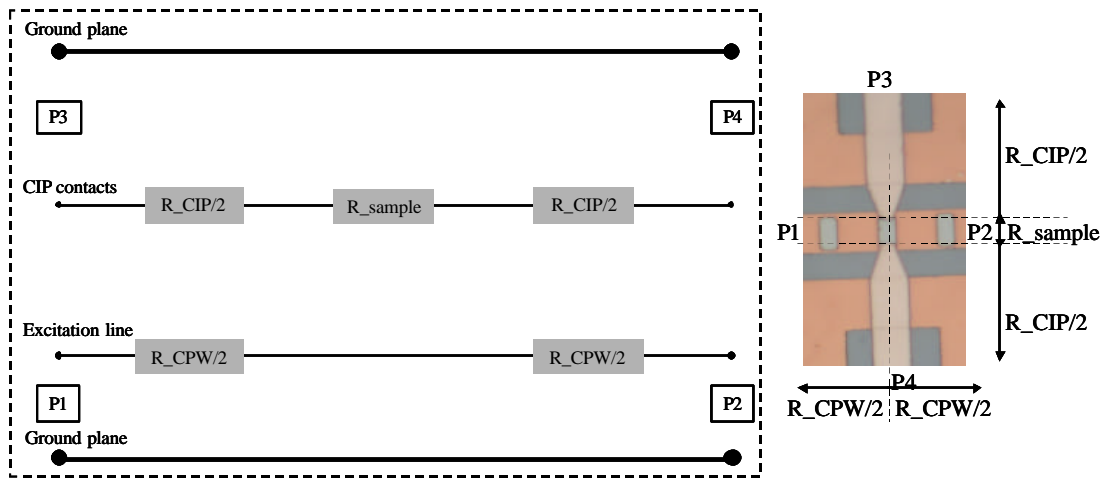 Ground plane
P3
P4
CIP contacts
R_CIP/2
R_sample
R_CIP/2
Excitation line
R_CPW/2
R_CPW/2
P1
P2
Ground plane
P3
R_CIP/2
P1
P2
R_sample
R_CIP/2
P4
R_CPW/2
R_CPW/2